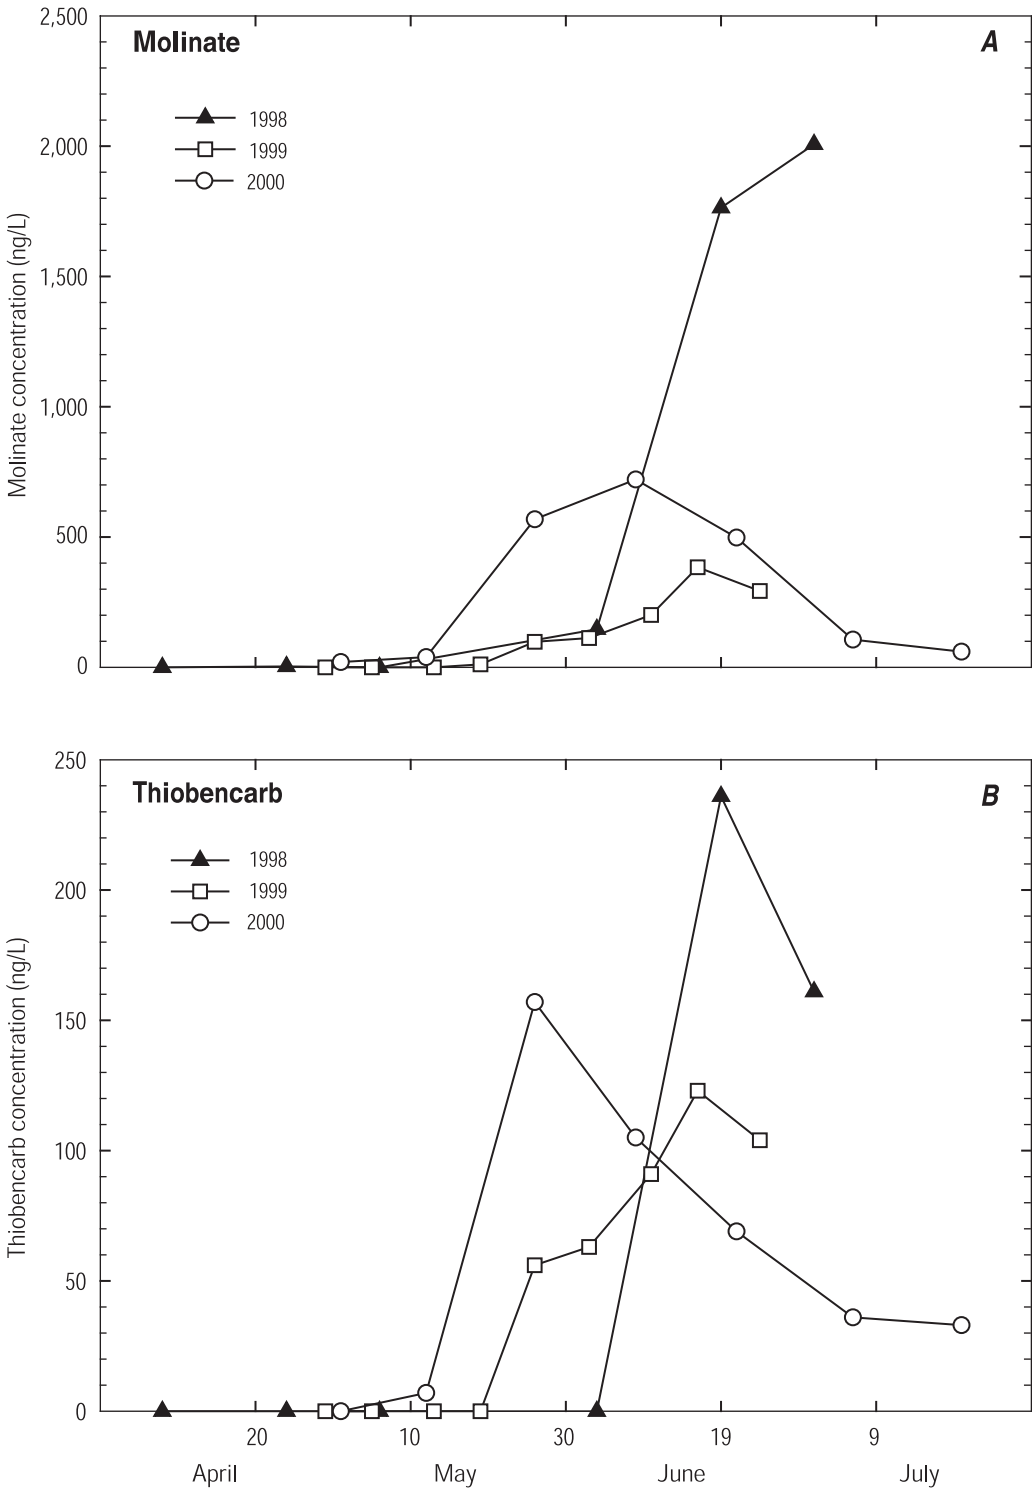 Molinate
A
1998
1999
2000
2,500
2,000
1,500
1,000
500
0
Molinate concentration (ng/L)
Thiobencarb
B
1998
1999
2000
250
200
150
100
50
0
Thiobencarb concentration (ng/L)
20 10 30 19 9
April May June July